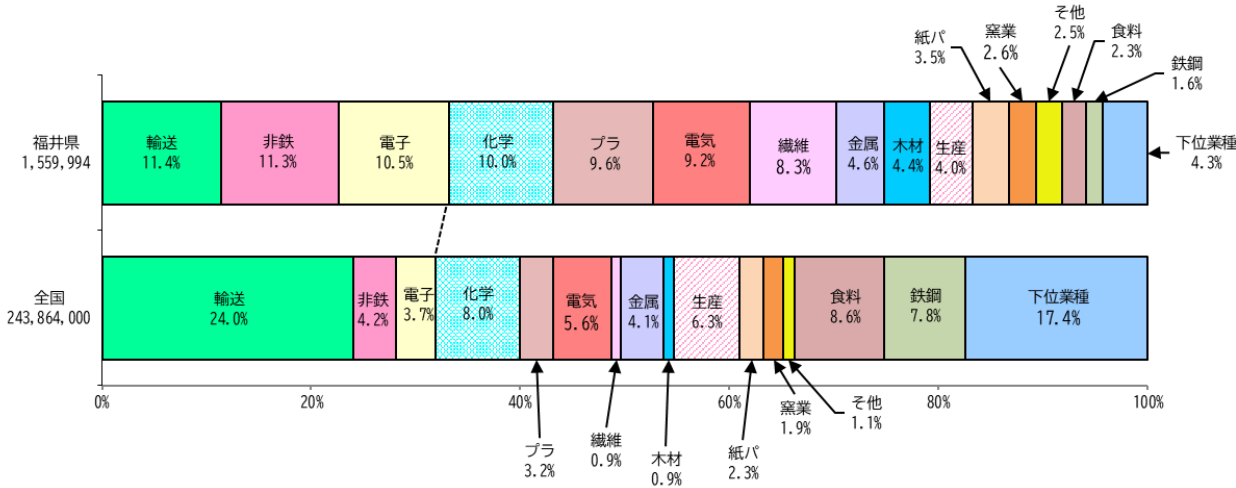 紙パ
3.5%
窯業
2.6%
そ他
2.5%
食料
2.3%
鉄鋼
1.6%
福井県
1,559,994
輸送
11.4%
非鉄
11.3%
電子
10.5%
化学
10.0%
プラ
9.6%
電気
9.2%
繊維
8.3%
金属
4.6%
木材
4.4%
生産
4.0%
下位業種
4.3%
全国
243,864,000
輸送
24.0%
非鉄
4.2%
電子
3.7%
化学
8.0%
電気
5.6%
金属
4.1%
生産
6.3%
食料
8.6%
鉄鋼
7.8%
下位業種
17.4%
0%
20%
40%
60%
80%
100%
プラ
3.2%
繊維
0.9%
木材
0.9%
紙パ
2.3%
窯業
1.9%
そ他
1.1%